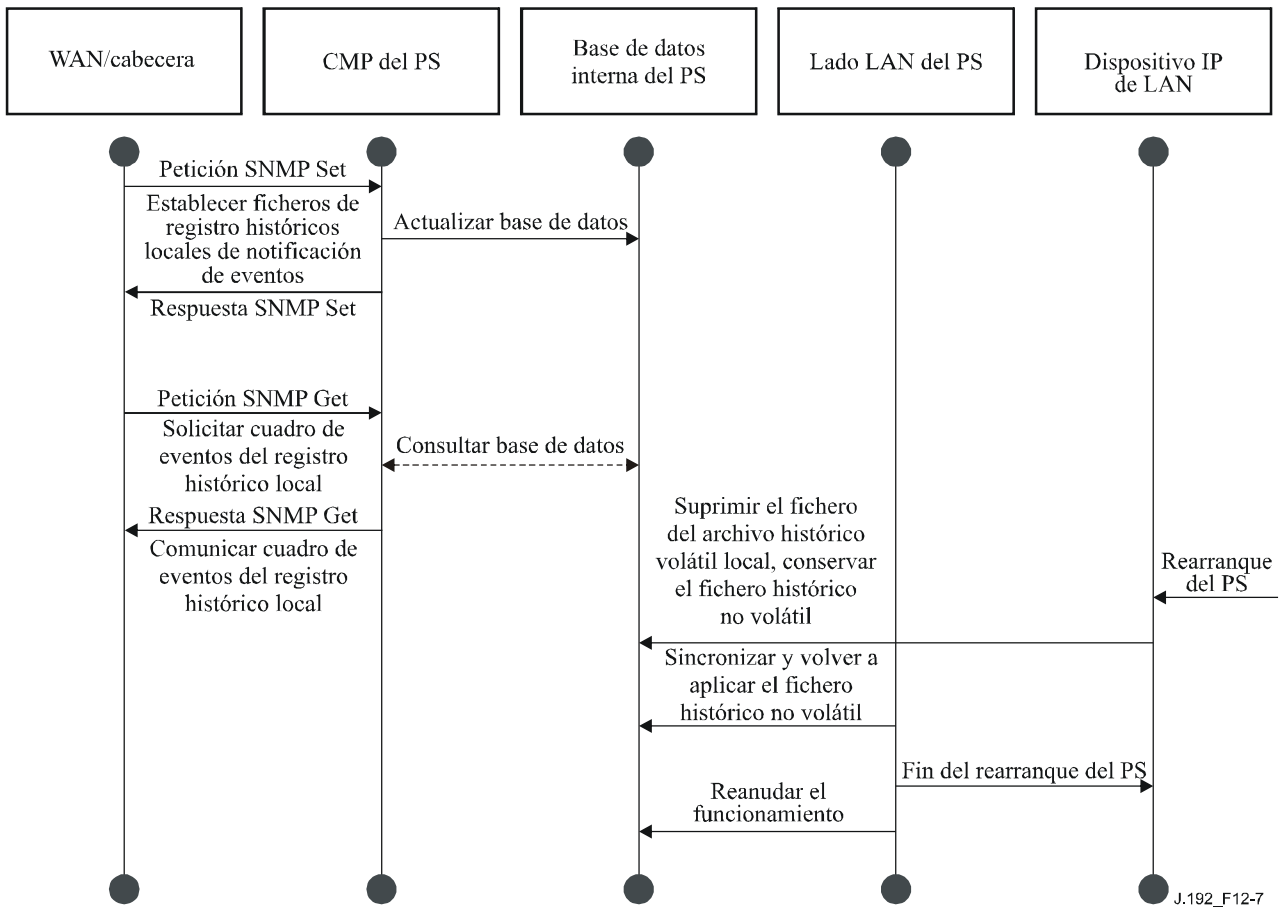 WAN/cabecera
CMP del PS
Base de datos
interna del PS
Lado LAN del PS
Dispositivo IP
de LAN
Petición SNMP Set
Establecer ficheros de
registro históricos
locales de notificación
de eventos
Actualizar base de datos
Respuesta SNMP Set
Petición SNMP Get
Solicitar cuadro de
eventos del registro
histórico local
Consultar base de datos
Respuesta SNMP Get
Comunicar cuadro de
eventos del registro
histórico local
Suprimir el fichero
del archivo histórico
volátil local, conservar
el fichero histórico
no volátil
Rearranque
del PS
Sincronizar y volver a
aplicar el fichero
histórico no volátil
Fin del rearranque del PS
Reanudar el
funcionamiento
J.192_F12-7